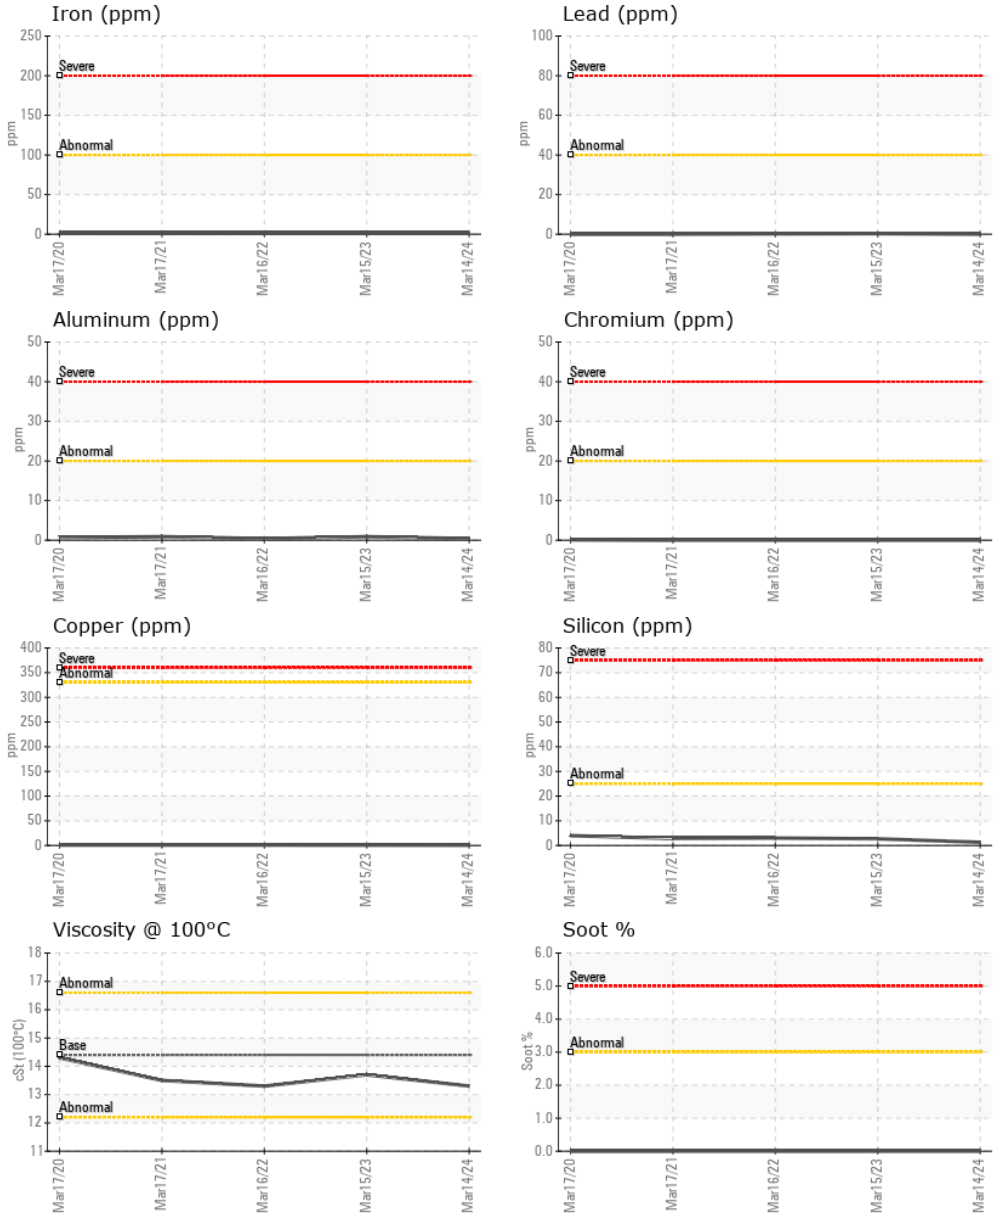 Iron (ppm)
250
200
150
100
50
0
ppm
Severe
Abnormal
Mar17/20
Mar17/21
Mar16/22
Mar15/23
Mar14/24
Lead (ppm)
100
80
60
40
20
0
ppm
Severe
Abnormal
Mar17/20
Mar17/21
Mar16/22
Mar15/23
Mar14/24
Aluminum (ppm)
50
40
30
20
10
0
ppm
Severe
Abnormal
Mar17/20
Mar17/21
Mar16/22
Mar15/23
Mar14/24
Chromium (ppm)
50
40
30
20
10
0
ppm
Severe
Abnormal
Mar17/20
Mar17/21
Mar16/22
Mar15/23
Mar14/24
Copper (ppm)
400
350
300
250
200
150
100
50
0
ppm
Severe
Abnormal
Mar17/20
Mar17/21
Mar16/22
Mar15/23
Mar14/24
Silicon (ppm)
80
70
60
50
40
30
20
10
0
ppm
Severe
Abnormal
Mar17/20
Mar17/21
Mar16/22
Mar15/23
Mar14/24
Viscosity @ 100°C
18
17
16
15
14
13
12
11
cSt (100°C)
Abnormal
Base
Abnormal
Mar17/20
Mar17/21
Mar16/22
Mar15/23
Mar14/24
Soot %
6.0
5.0
4.0
3.0
2.0
1.0
0.0
Soot %
Severe
Abnormal
Mar17/20
Mar17/21
Mar16/22
Mar15/23
Mar14/24